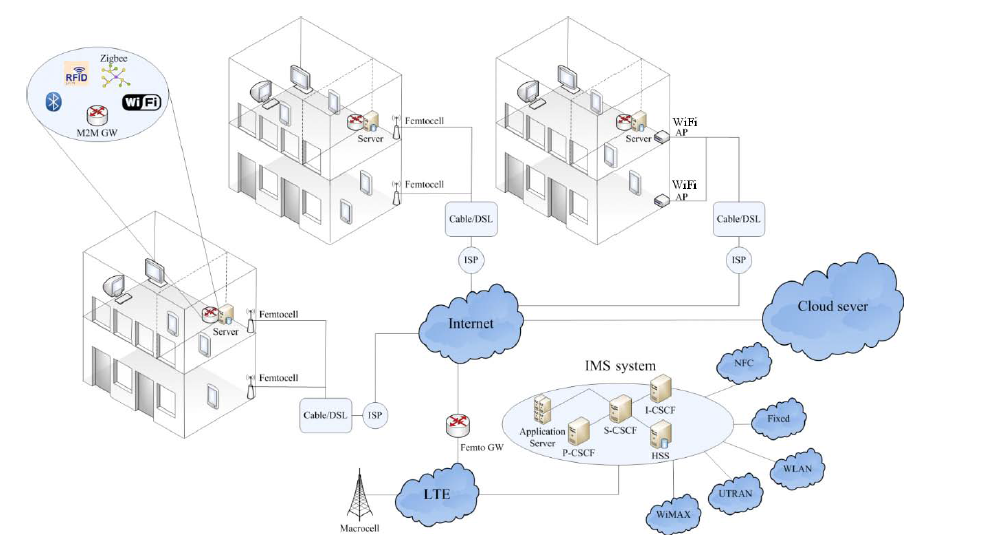 Zigbee
RFID
WiFi
M2M GW
Femtocell
Server
Femtocell
Cable/DSL
ISP
WiFi
AP
Server
WiFi
AP
Cable/DSL
ISP
Femtocell
Server
Femtocell
Cable/DSL
ISP
Internet
Cloud sever
IMS system
NFC
I-CSCF
Application
Server
S-CSCF
P-CSCF
HSS
Fixed
WLAN
UTRAN
WiMAX
Femto GW
LTE
Macrocell